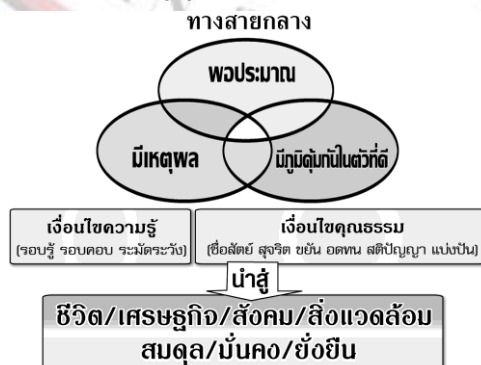 ทางสายกลาง
พอประมาณ
มีเหตุผล
มีภูมิคุ้มกันในตัวที่ดี
เงื่อนไขความรู้
(รอบรู้ รอบคอบ ระมัดระวัง)
เงื่อนไขคุณธรรม
(ซื่อสัตย์ สุจริต ขยัน อดทน สติปัญญา แบ่งปัน)
นำสู่
ชีวิต/เศรษฐกิจ/สังคม/สิ่งแวดล้อม
สมดุล/มั่นคง/ยั่งยืน